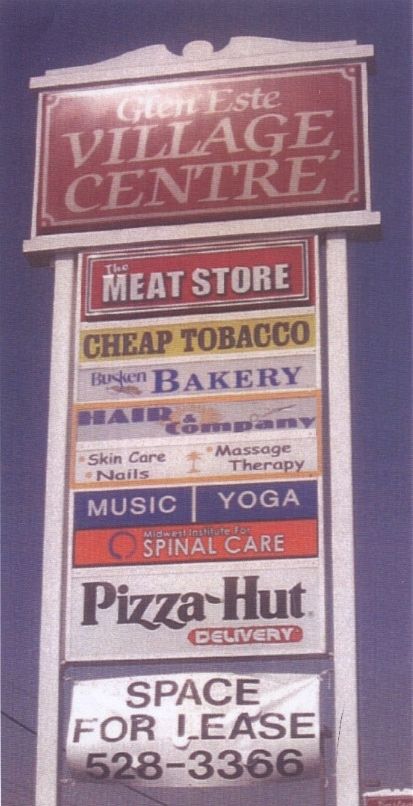 Glen Este
VILLAGE
CENTRE'
The
MEAT STORE
CHEAP TOBACCO
Busken BAKERY
HAIR &
Company
Skin Care
Nails
Massage
Therapy
MUSIC | YOGA
Midwest Institute For
SPINAL CARE
Pizza-Hut
DELIVERY
SPACE
FOR LEASE
528-3366